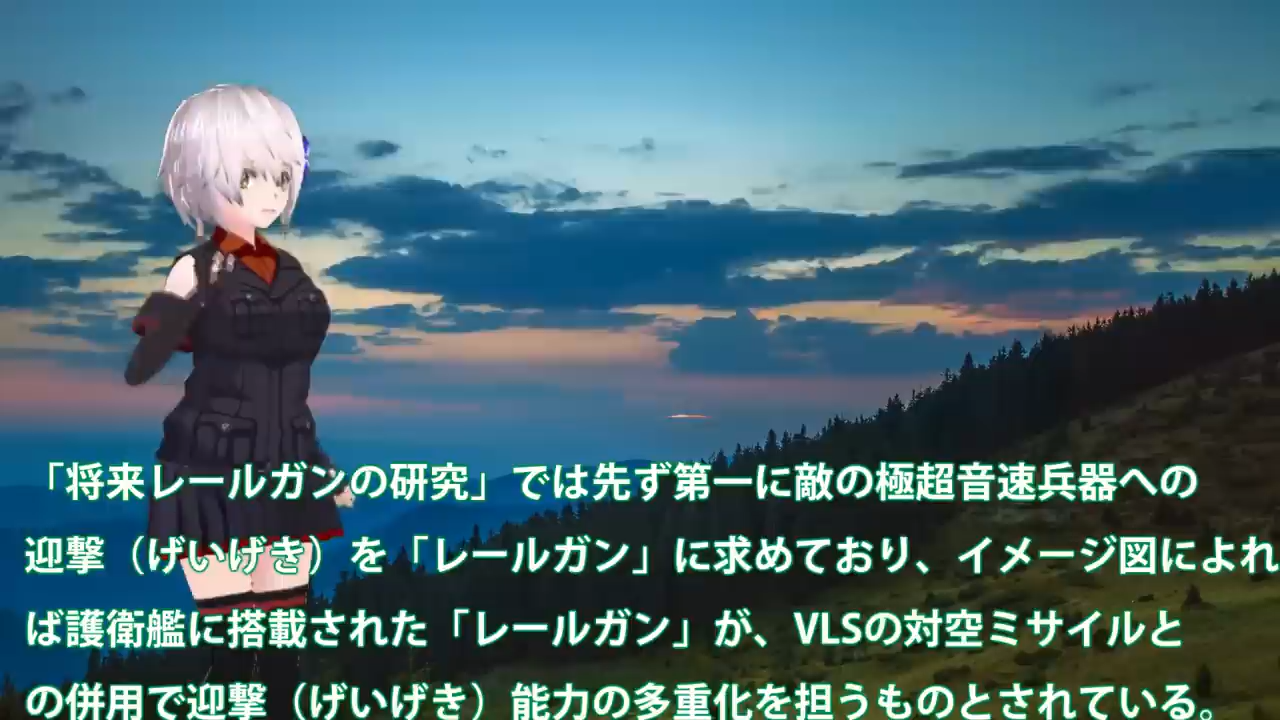 「将来レールガンの研究」では先ず第一に敵の極超音速兵器への
迎撃（げいげき）を「レールガン」に求めており、イメージ図によれ
ば護衛艦に搭載された「レールガン」が、VLSの対空ミサイルと
の併用で迎撃（げいげき）能力の多重化を担うものとされている。